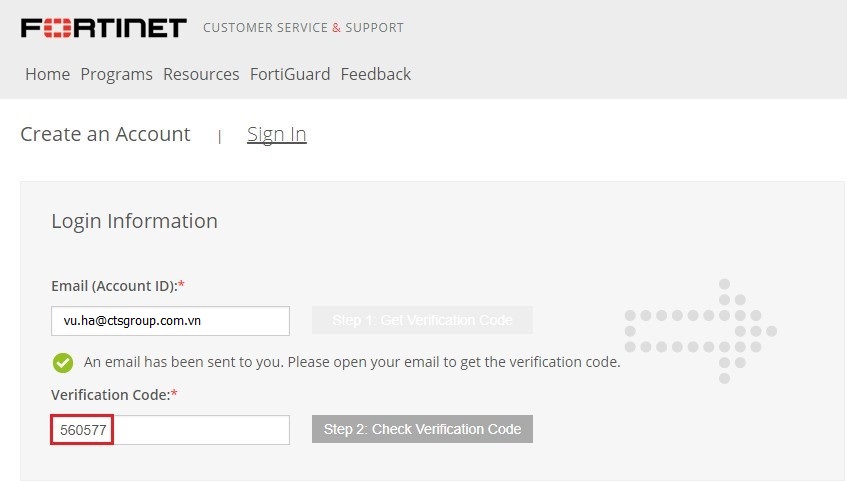 FORTINET CUSTOMER SERVICE & SUPPORT
Home Programs Resources FortiGuard Feedback
Create an Account | Sign In
Login Information
Email (Account ID):*
vu.ha@ctsgroup.com.vn Step 1: Get Verification Code
An email has been sent to you. Please open your email to get the verification code.
Verification Code:*
560577 Step 2: Check Verification Code